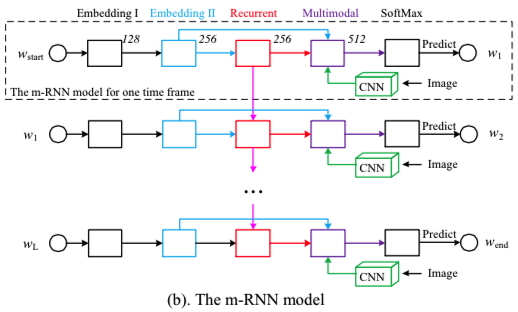 Embedding I Embedding II Recurrent Multimodal SoftMax
128 256 256 512
w_start Predict w_1
CNN Image
The m-RNN model for one time frame
w_1 Predict w_2
CNN Image
...
w_L Predict w_end
CNN Image
(b). The m-RNN model